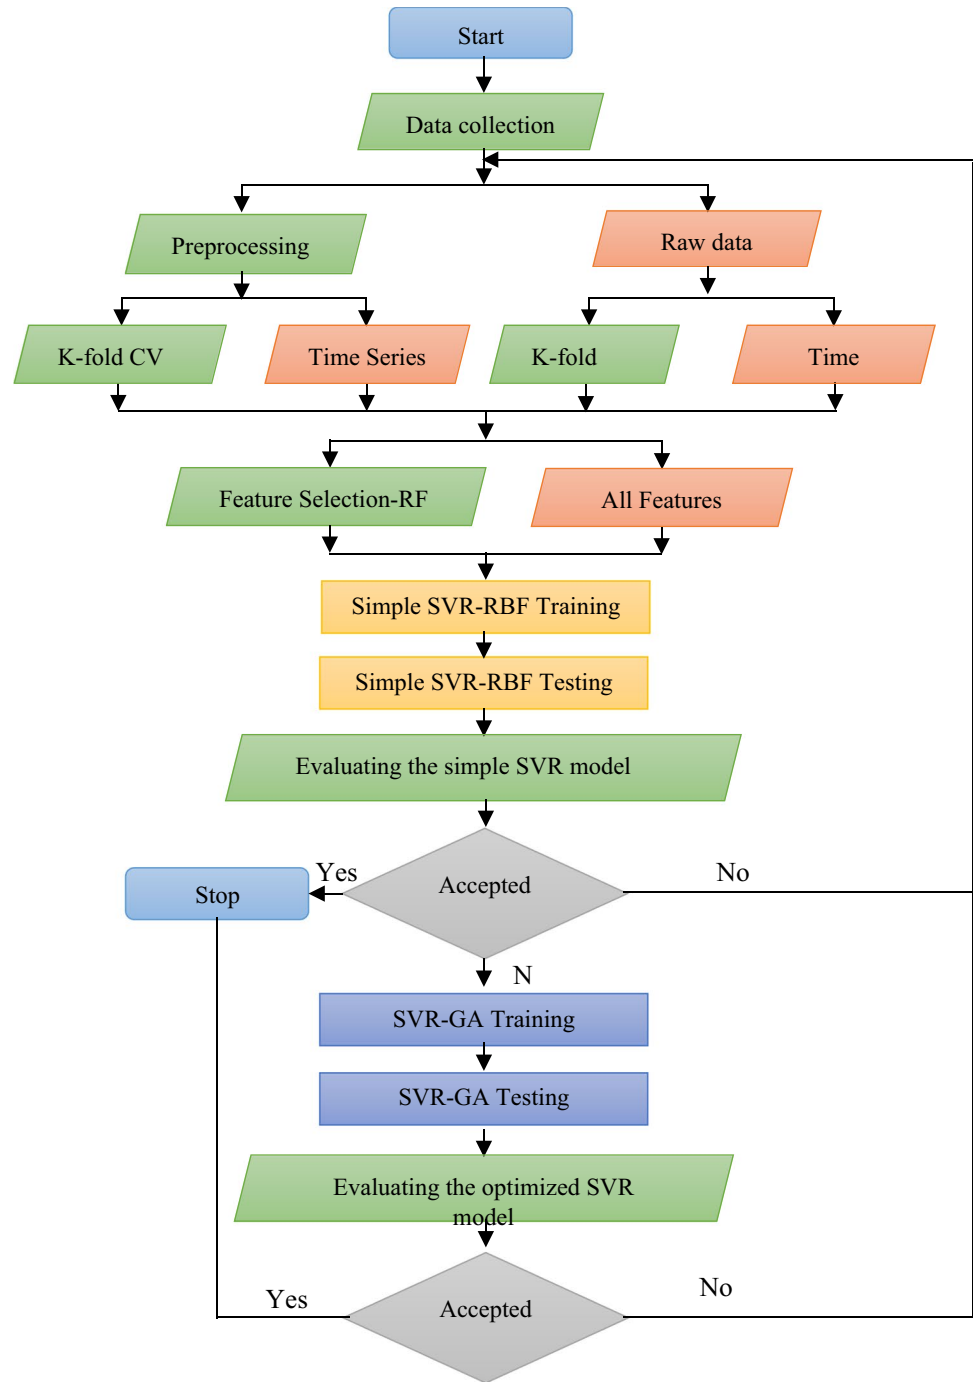 Start
Data collection
Preprocessing
Raw data
K-fold CV
Time Series
K-fold
Time
Feature Selection-RF
All Features
Simple SVR-RBF Training
Simple SVR-RBF Testing
Evaluating the simple SVR model
Yes
Accepted
No
Stop
N
SVR-GA Training
SVR-GA Testing
Evaluating the optimized SVR
model
Yes
Accepted
No